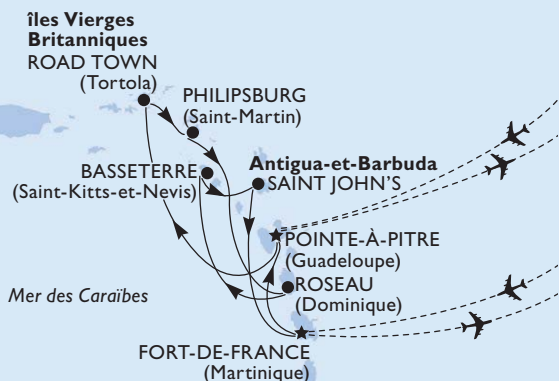 îles Vierges
Britanniques
ROAD TOWN
(Tortola)
PHILIPSBURG
(Saint-Martin)
BASSETERRE
(Saint-Kitts-et-Nevis)
Antigua-et-Barbuda
SAINT JOHN'S
POINTE-À-PITRE
(Guadeloupe)
Mer des Caraïbes
ROSEAU
(Dominique)
FORT-DE-FRANCE
(Martinique)